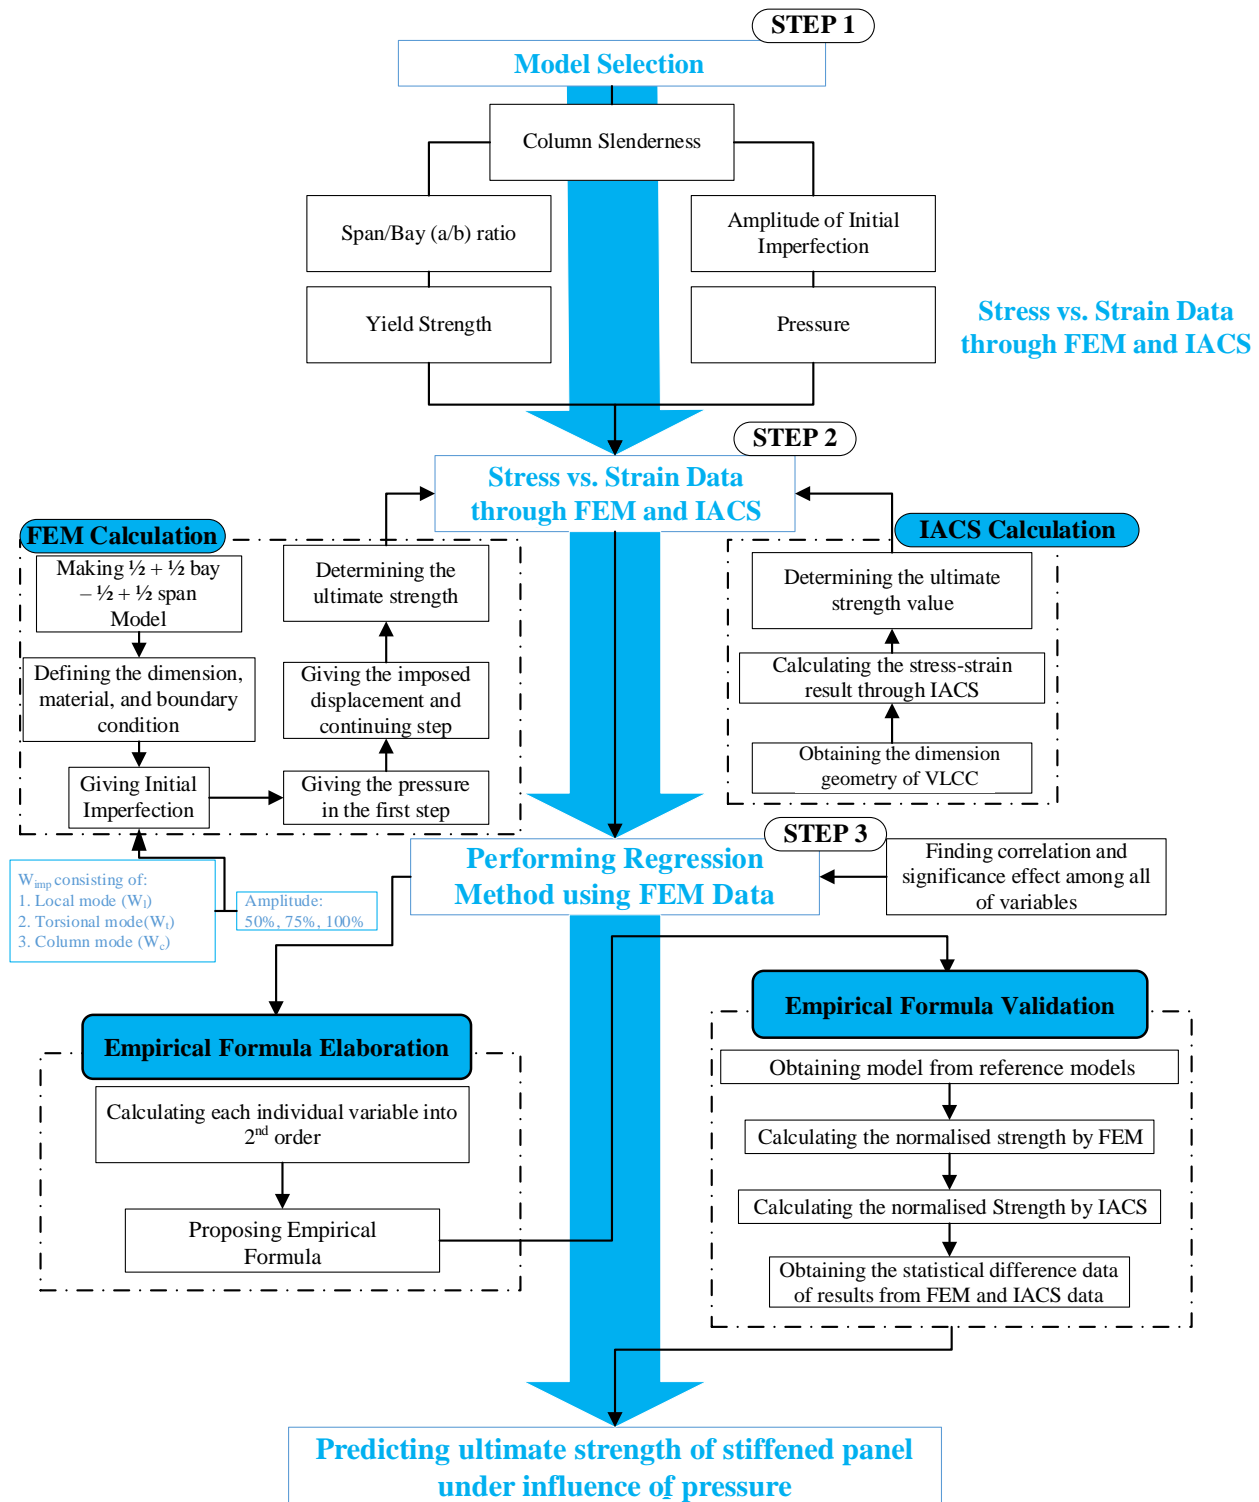 STEP 1
Model Selection
Column Slenderness
Span/Bay (a/b) ratio
Amplitude of Initial
Imperfection
Yield Strength
Pressure
Stress vs. Strain Data
through FEM and IACS
STEP 2
Stress vs. Strain Data
through FEM and IACS
FEM Calculation
Making ½ + ½ bay
– ½ + ½ span
Model
Defining the dimension,
material, and boundary
condition
Giving Initial
Imperfection
Determining the
ultimate strength
Giving the imposed
displacement and
continuing step
Giving the pressure
in the first step
IACS Calculation
Determining the ultimate
strength value
Calculating the stress-strain
result through IACS
Obtaining the dimension
geometry of VLCC
W_imp consisting of:
1. Local mode (W_l)
2. Torsional mode(W_t)
3. Column mode (W_c)
Amplitude:
50%, 75%, 100%
STEP 3
Performing Regression
Method using FEM Data
Finding correlation and
significance effect among all
of variables
Empirical Formula Elaboration
Calculating each individual variable into
2nd order
Proposing Empirical
Formula
Empirical Formula Validation
Obtaining model from reference models
Calculating the normalised strength by FEM
Calculating the normalised Strength by IACS
Obtaining the statistical difference data
of results from FEM and IACS data
Predicting ultimate strength of stiffened panel
under influence of pressure